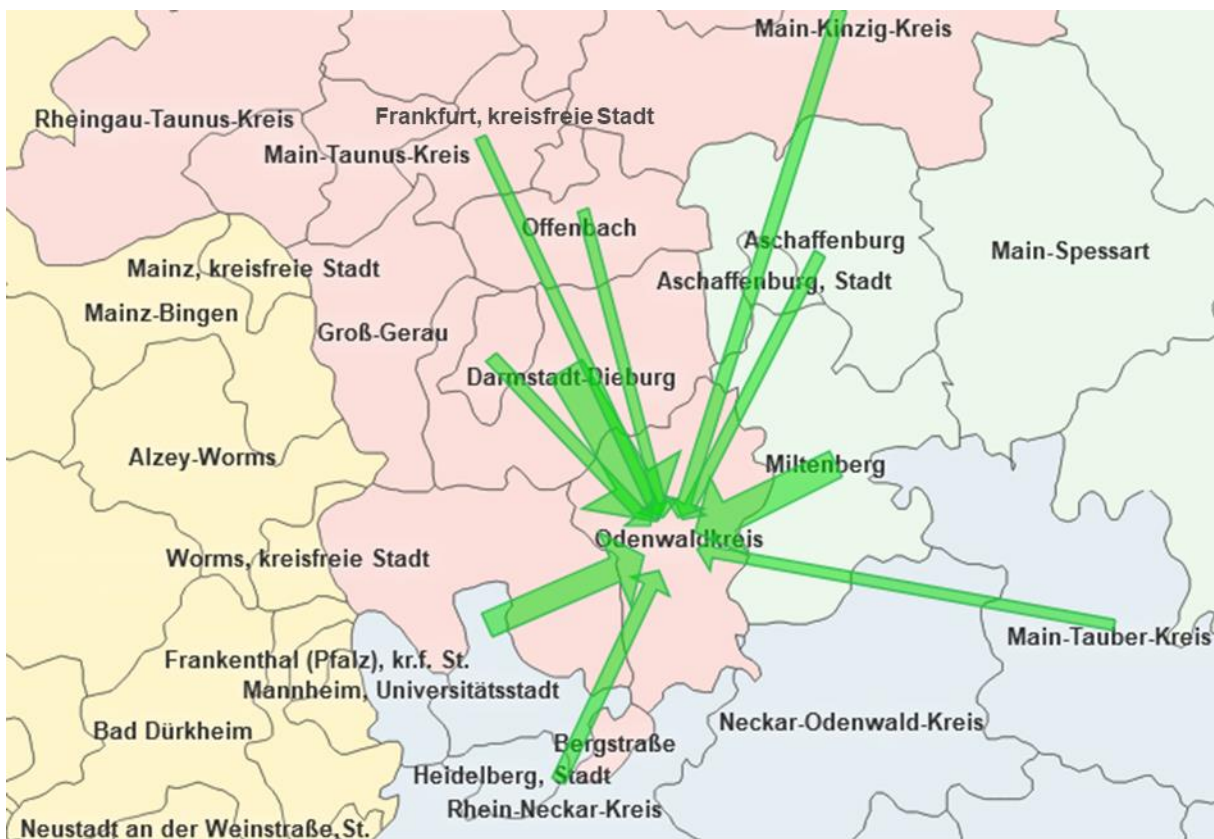 Main-Kinzig-Kreis
Rheingau-Taunus-Kreis
Frankfurt, kreisfreie Stadt
Main-Taunus-Kreis
Offenbach
Aschaffenburg
Main-Spessart
Mainz, kreisfreie Stadt
Aschaffenburg, Stadt
Mainz-Bingen
Groß-Gerau
Darmstadt-Dieburg
Alzey-Worms
Miltenberg
Odenwaldkreis
Worms, kreisfreie Stadt
Main-Tauber-Kreis
Frankenthal (Pfalz), kr.f. St.
Mannheim, Universitätsstadt
Neckar-Odenwald-Kreis
Bad Dürkheim
Bergstraße
Heidelberg, Stadt
Rhein-Neckar-Kreis
Neustadt an der Weinstraße, St.